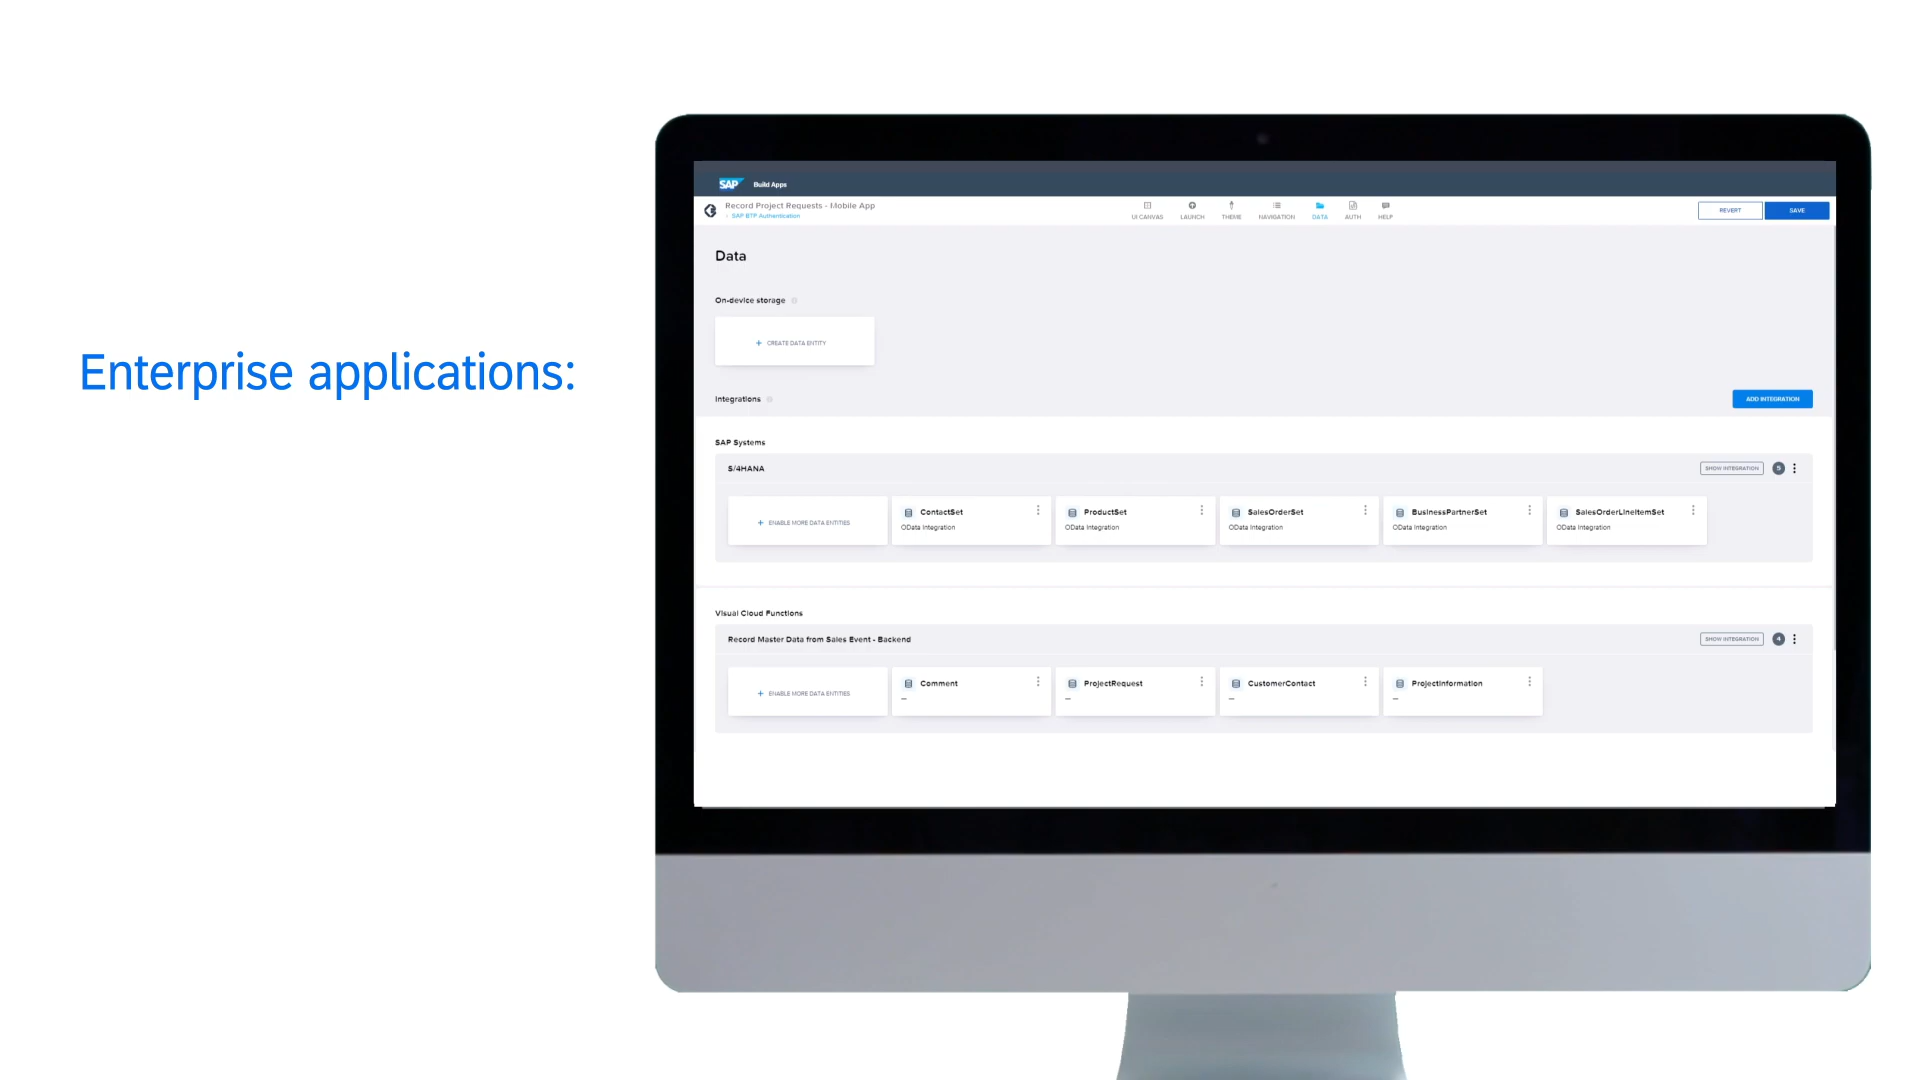 Enterprise applications:
SAP Build Apps
Record Project Requests - Mobile App
SAP BTP Authentication
UI CANVAS
LAUNCH
THEME
NAVIGATION
DATA
AUTH
HELP
REVERT
SAVE
Data
On-device storage
+ CREATE DATA ENTITY
Integrations
ADD INTEGRATION
SAP Systems
S/4HANA
SHOW INTEGRATION
5
+ ENABLE MORE DATA ENTITIES
ContactSet
OData Integration
ProductSet
OData Integration
SalesOrderSet
OData Integration
BusinessPartnerSet
OData Integration
SalesOrderLineItemSet
OData Integration
Visual Cloud Functions
Record Master Data from Sales Event - Backend
SHOW INTEGRATION
4
+ ENABLE MORE DATA ENTITIES
Comment
–
ProjectRequest
–
CustomerContact
–
ProjectInformation
–